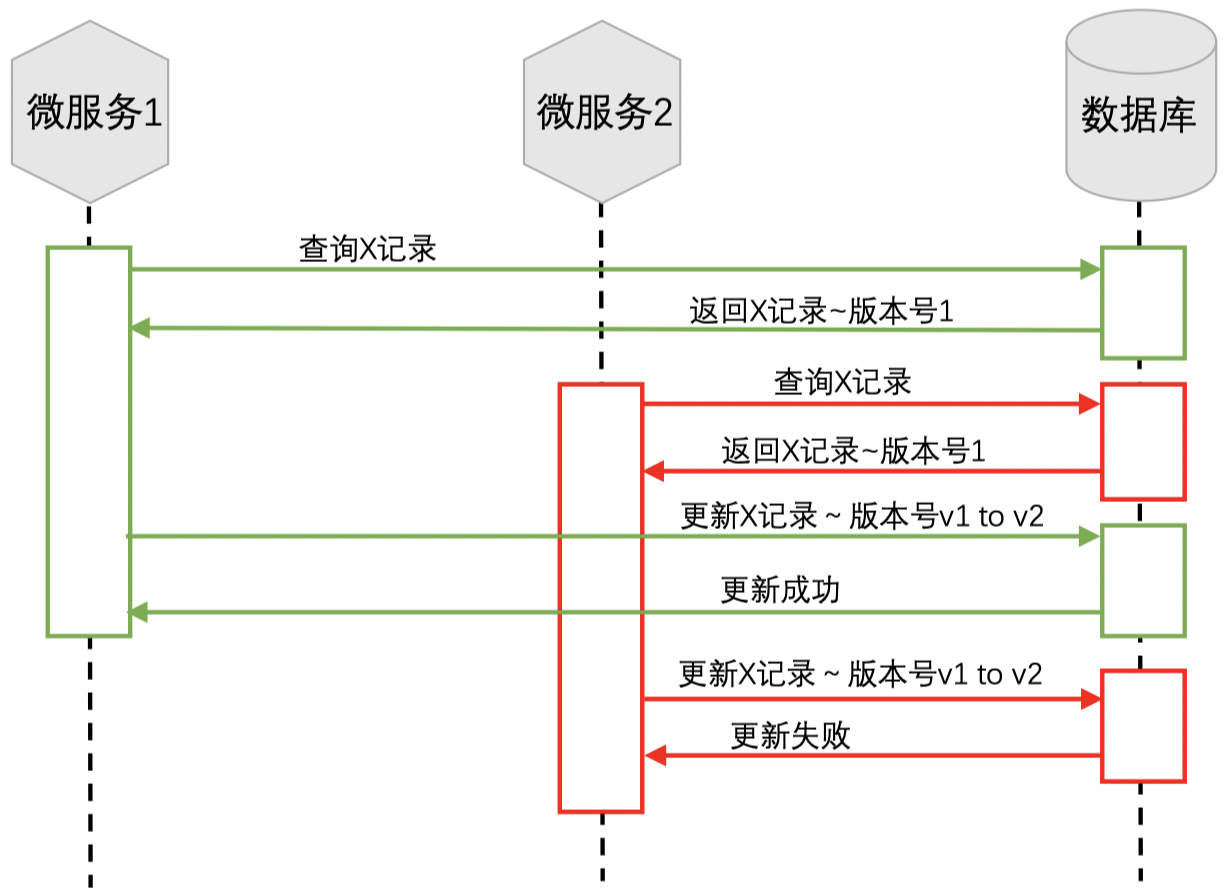 微服务1
微服务2
数据库
查询X记录
返回X记录~版本号1
查询X记录
返回X记录~版本号1
更新X记录 ~ 版本号v1 to v2
更新成功
更新X记录 ~ 版本号v1 to v2
更新失败